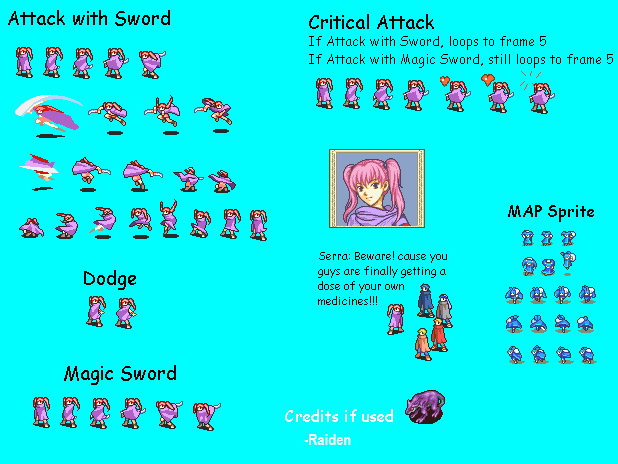 Attack with Sword
Critical Attack
If Attack with Sword, loops to frame 5
If Attack with Magic Sword, still loops to frame 5
MAP Sprite
Serra: Beware! cause you
guys are finally getting a
dose of your own
medicines!!!
Dodge
Magic Sword
Credits if used
-Raiden